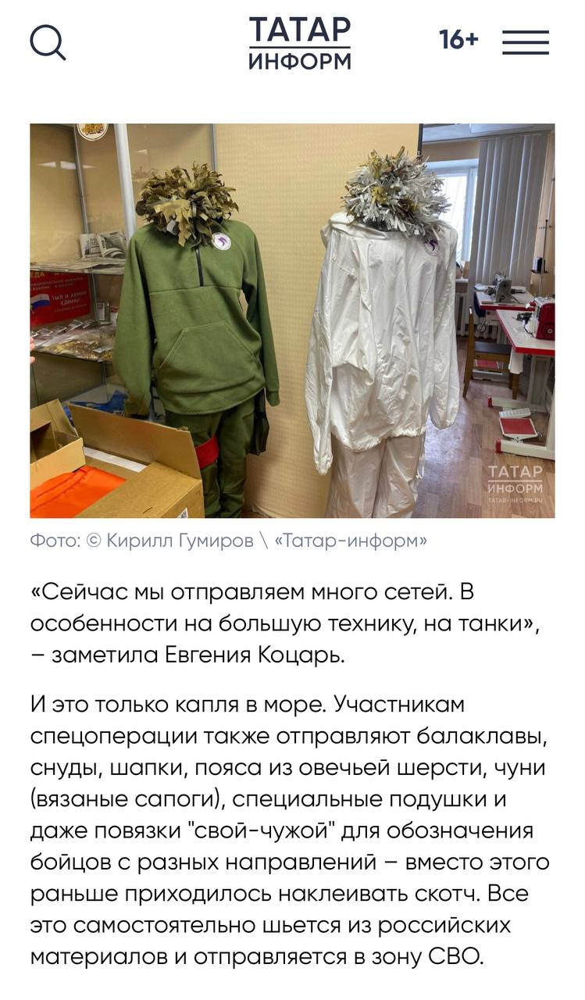 ТАТАР
ИНФОРМ
16+
ТЫЛ И АРМИЯ
ЕДИНЫ!
ТАТАР
ИНФОРМ
TATAR-INFORM.RU
Фото: © Кирилл Гумиров \ «Татар-информ»
«Сейчас мы отправляем много сетей. В
особенности на большую технику, на танки»,
– заметила Евгения Коцарь.
И это только капля в море. Участникам
спецоперации также отправляют балаклавы,
снуды, шапки, пояса из овечьей шерсти, чуни
(вязаные сапоги), специальные подушки и
даже повязки "свой-чужой" для обозначения
бойцов с разных направлений – вместо этого
раньше приходилось наклеивать скотч. Все
это самостоятельно шьется из российских
материалов и отправляется в зону СВО.